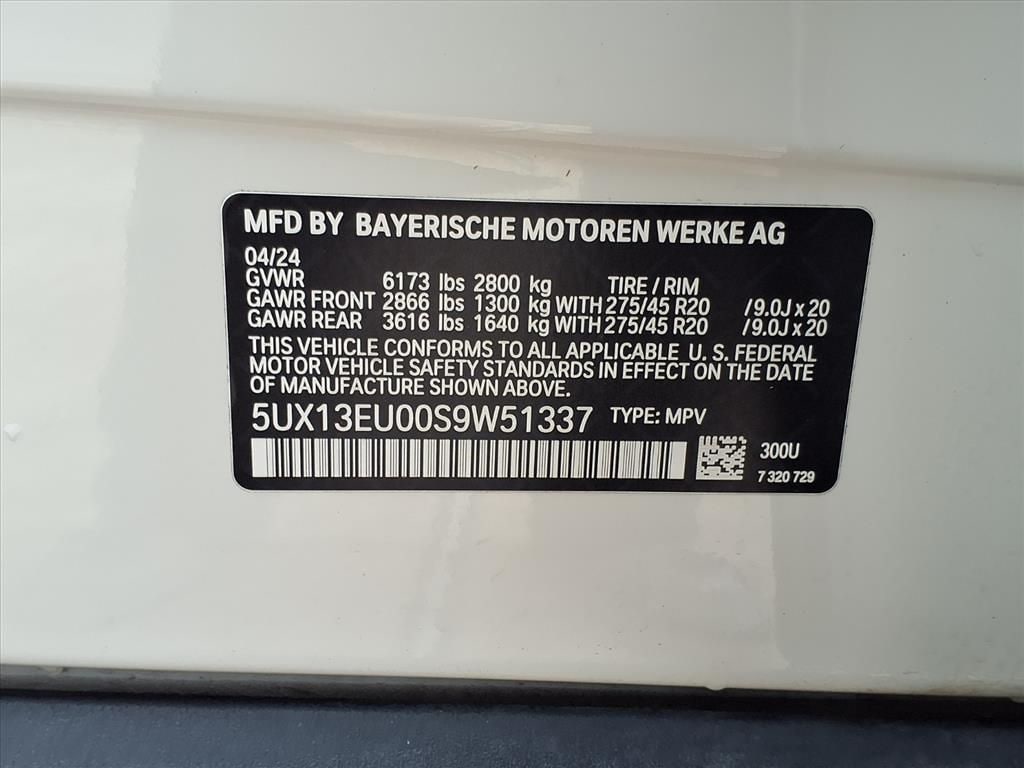 MFD BY BAYERISCHE MOTOREN WERKE AG
04/24
GVWR 6173 lbs 2800 kg TIRE / RIM
GAWR FRONT 2866 lbs 1300 kg WITH 275/45 R20 /9.0J x 20
GAWR REAR 3616 lbs 1640 kg WITH 275/45 R20 /9.0J x 20
THIS VEHICLE CONFORMS TO ALL APPLICABLE U. S. FEDERAL
MOTOR VEHICLE SAFETY STANDARDS IN EFFECT ON THE DATE
OF MANUFACTURE SHOWN ABOVE.
5UX13EU00S9W51337 TYPE: MPV
300U
7 320 729